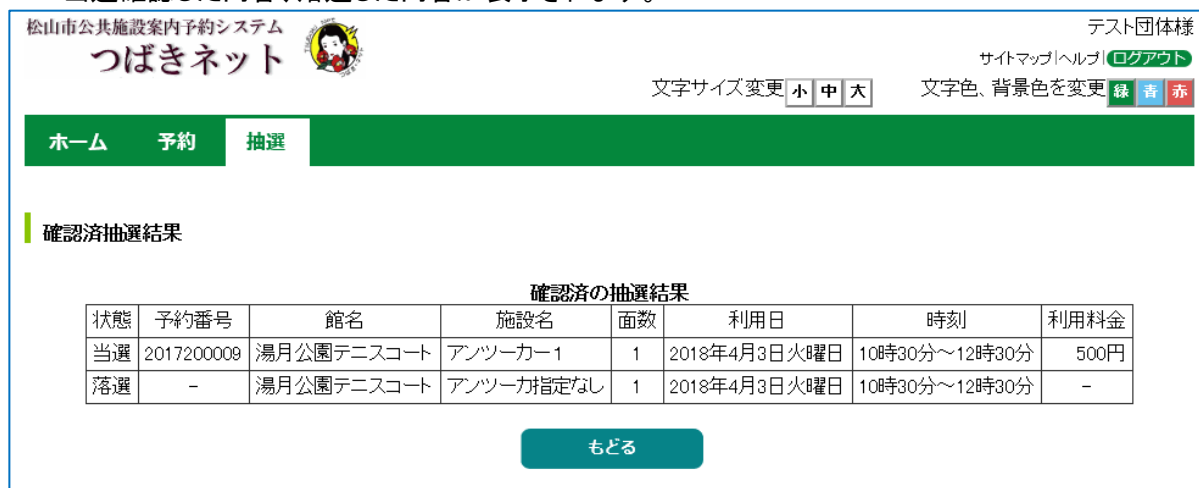 松山市公共施設案内予約システム
つばきネット
テスト団体様
サイトマップ|ヘルプ|ログアウト
文字サイズ変更 小 中 大 文字色、背景色を変更 緑 青 赤
ホーム 予約 抽選
確認済抽選結果
確認済の抽選結果
状態 予約番号 館名 施設名 面数 利用日 時刻 利用料金
当選 2017200009 湯月公園テニスコート アンツーカー1 1 2018年4月3日火曜日 10時30分～12時30分 500円
落選 － 湯月公園テニスコート アンツーカ指定なし 1 2018年4月3日火曜日 10時30分～12時30分 －
もどる